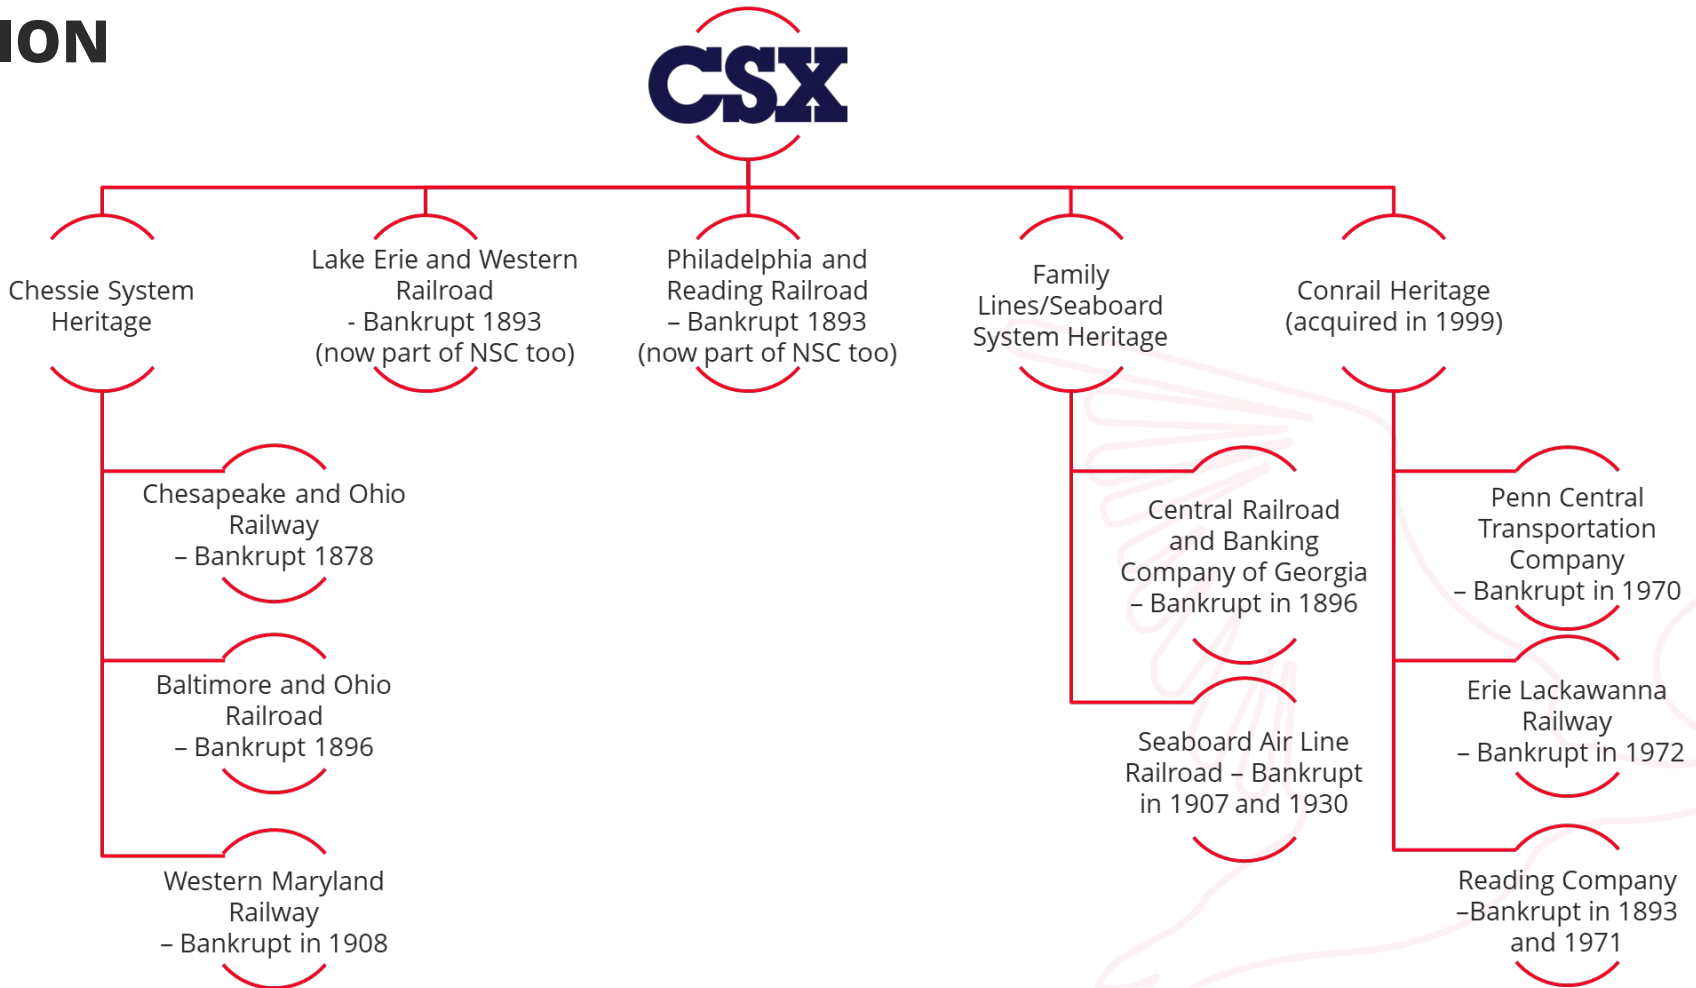 ION
CSX
Chessie System
Heritage
Lake Erie and Western
Railroad
- Bankrupt 1893
(now part of NSC too)
Philadelphia and
Reading Railroad
– Bankrupt 1893
(now part of NSC too)
Family
Lines/Seaboard
System Heritage
Conrail Heritage
(acquired in 1999)
Chesapeake and Ohio
Railway
– Bankrupt 1878
Baltimore and Ohio
Railroad
– Bankrupt 1896
Western Maryland
Railway
– Bankrupt in 1908
Central Railroad
and Banking
Company of Georgia
– Bankrupt in 1896
Seaboard Air Line
Railroad – Bankrupt
in 1907 and 1930
Penn Central
Transportation
Company
– Bankrupt in 1970
Erie Lackawanna
Railway
– Bankrupt in 1972
Reading Company
–Bankrupt in 1893
and 1971